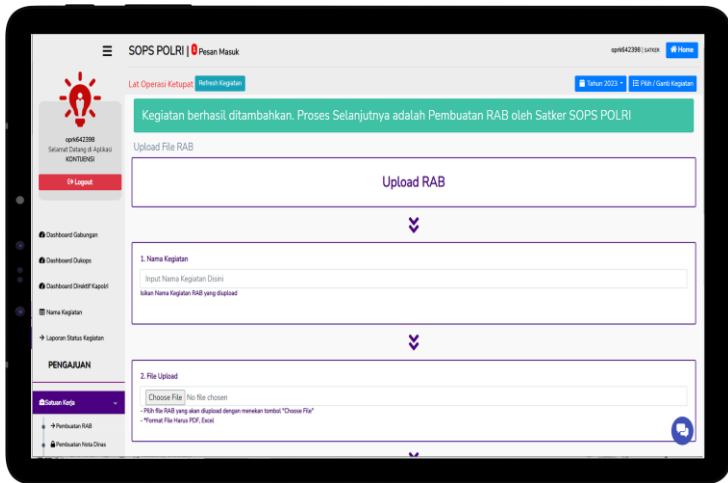 SOPS POLRI | 0 Pesan Masuk
oprk642398 | SATKER
Home
Lat Operasi Ketupat
Refresh Kegiatan
Tahun 2023
Pilih / Ganti Kegiatan
oprk642398
Selamat Datang di Aplikasi
KONTIJENSI
Logout
Dashboard Gabungan
Dashboard Dukops
Dashboard Direktif Kapolri
Nama Kegiatan
Laporan Status Kegiatan
PENGAJUAN
Satuan Kerja
Pembuatan RAB
Pembuatan Nota Dinas
Kegiatan berhasil ditambahkan. Proses Selanjutnya adalah Pembuatan RAB oleh Satker SOPS POLRI
Upload File RAB
Upload RAB
1. Nama Kegiatan
Input Nama Kegiatan Disini
Isikan Nama Kegiatan RAB yang diupload
2. File Upload
Choose File No file chosen
- Pilih file RAB yang akan diupload dengan menekan tombol "Choose File"
- *Format File Harus PDF, Excel